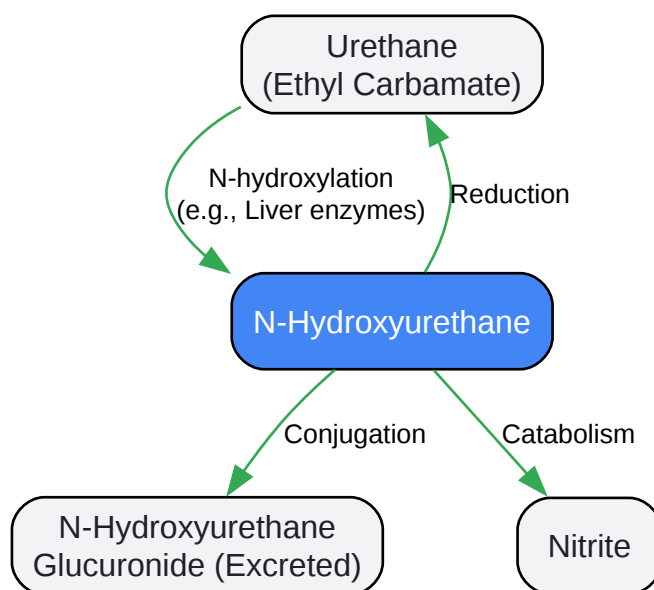 Urethane
(Ethyl Carbamate)
N-hydroxylation
(e.g., Liver enzymes)
Reduction
N-Hydroxyurethane
Conjugation
Catabolism
N-Hydroxyurethane
Glucuronide (Excreted)
Nitrite